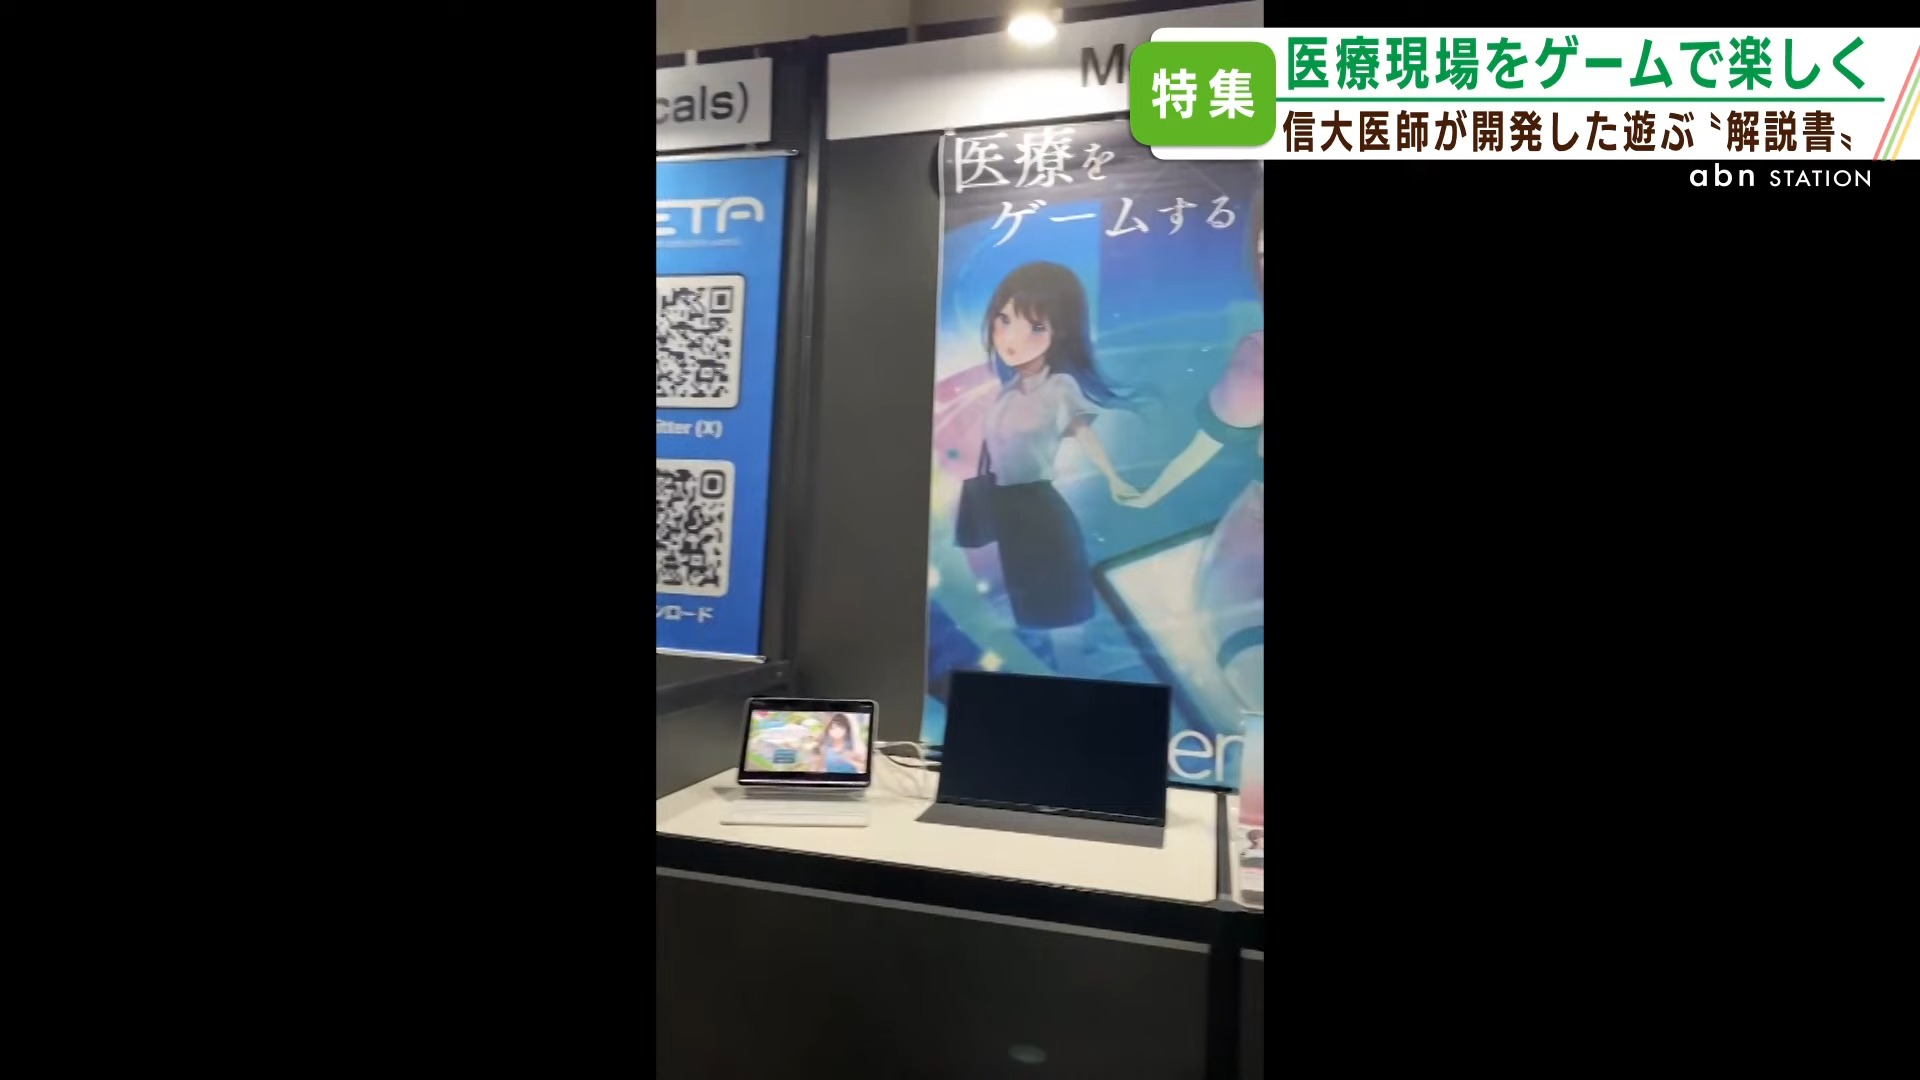 特集
医療現場をゲームで楽しく
信大医師が開発した遊ぶ〝解説書〟
abn STATION
cals)
M
医療を
ゲームする
ETA
itter (X)
ンロード
en